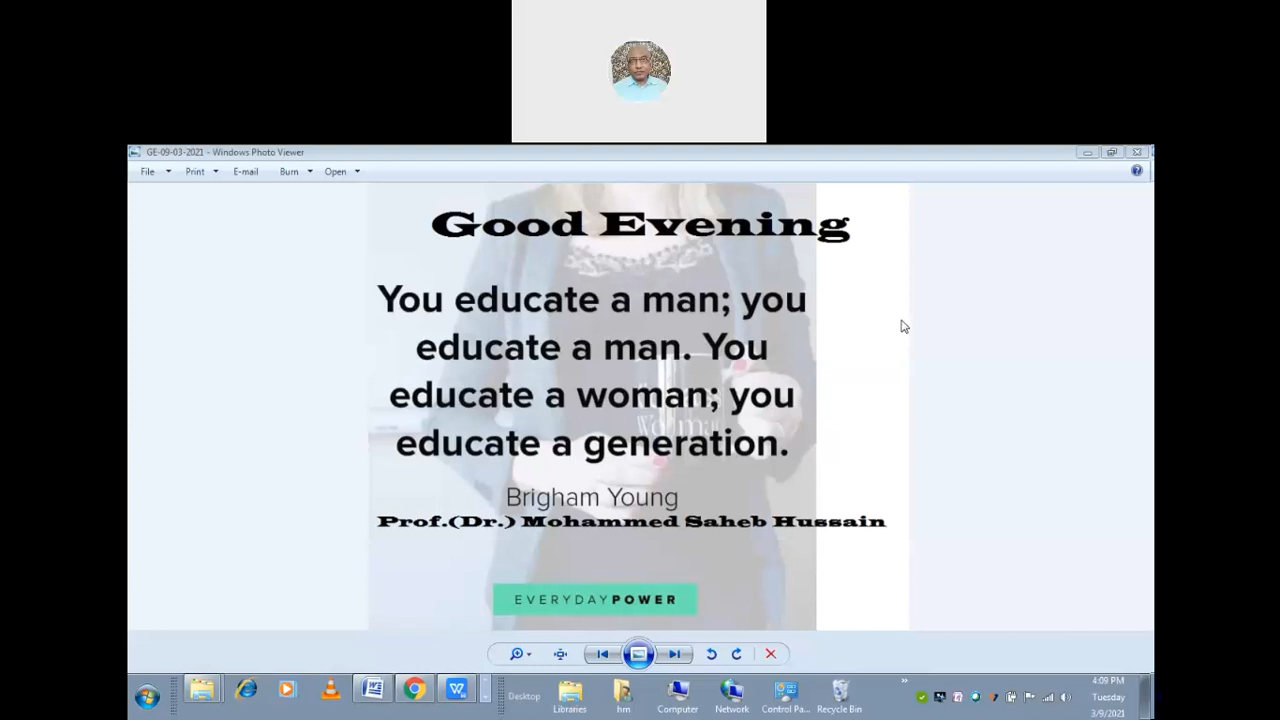 GE-09-03-2021 - Windows Photo Viewer
File Print E-mail Burn Open
Good Evening
You educate a man; you
educate a man. You
educate a woman; you
educate a generation.
Brigham Young
Prof.(Dr.) Mohammed Saheb Hussain
EVERYDAYPOWER
Desktop
Libraries hm Computer Network Control Pa... Recycle Bin
4:09 PM
Tuesday
3/9/2021